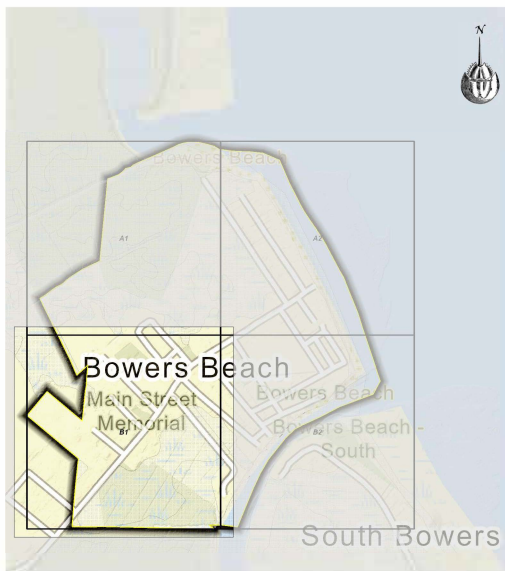 N
Bowers Beach
A1
A2
Bowers Beach
Main Street
Memorial
B1
Bowers Beach
Bowers Beach -
South
B2
South Bowers